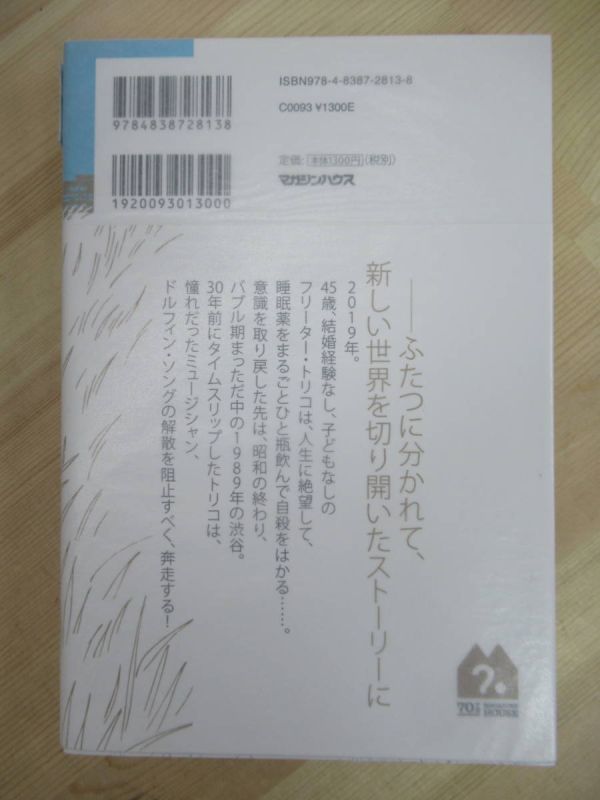 ISBN978-4-8387-2813-8
C0093 ¥1300E
定価:本体1300円(税別)
マガジンハウス
9784838728138
1920093013000
――ふたつに分かれて、
新しい世界を切り開いたストーリーに
2019年。
45歳、結婚経験なし、子どもなしの
フリーター・トリコは、人生に絶望して、
睡眠薬をまるごとひと瓶飲んで自殺をはかる……。
意識を取り戻した先は、昭和の終わり、
バブル期まっただ中の1989年の渋谷。
30年前にタイムスリップしたトリコは、
憧れだったミュージシャン、
ドルフィン・ソングの解散を阻止すべく、奔走する!
?
70th
MAGAZINE
HOUSE